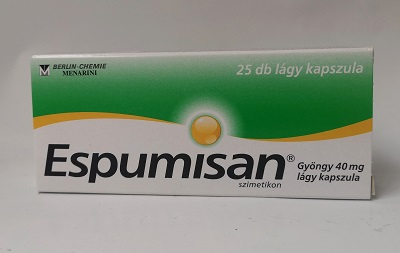 BERLIN-CHEMIE
MENARINI
25 db lágy kapszula
Espumisan®
szimetikon
Gyöngy 40 mg
lágy kapszula